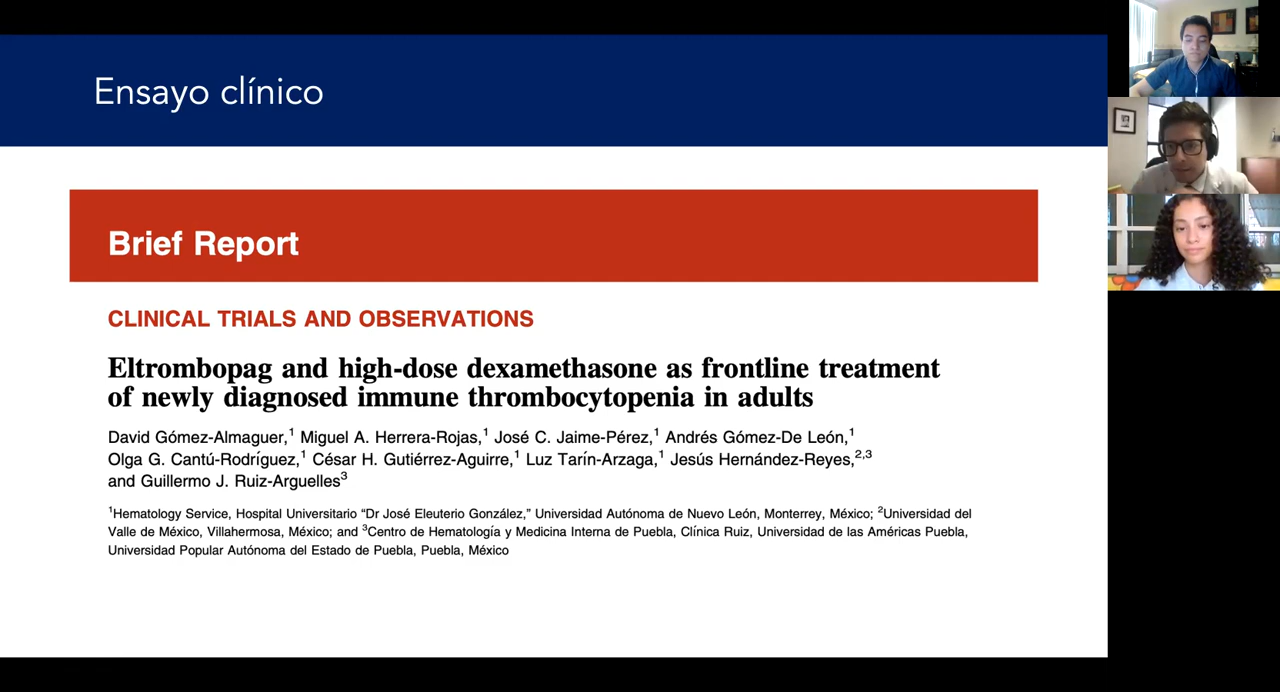 Ensayo clínico
Brief Report
CLINICAL TRIALS AND OBSERVATIONS
Eltrombopag and high-dose dexamethasone as frontline treatment
of newly diagnosed immune thrombocytopenia in adults
David Gómez-Almaguer,1 Miguel A. Herrera-Rojas,1 José C. Jaime-Pérez,1 Andrés Gómez-De León,1
Olga G. Cantú-Rodríguez,1 César H. Gutiérrez-Aguirre,1 Luz Tarín-Arzaga,1 Jesús Hernández-Reyes,2,3
and Guillermo J. Ruiz-Arguelles3
1Hematology Service, Hospital Universitario “Dr José Eleuterio González,” Universidad Autónoma de Nuevo León, Monterrey, México; 2Universidad del
Valle de México, Villahermosa, México; and 3Centro de Hematología y Medicina Interna de Puebla, Clínica Ruiz, Universidad de las Américas Puebla,
Universidad Popular Autónoma del Estado de Puebla, Puebla, México